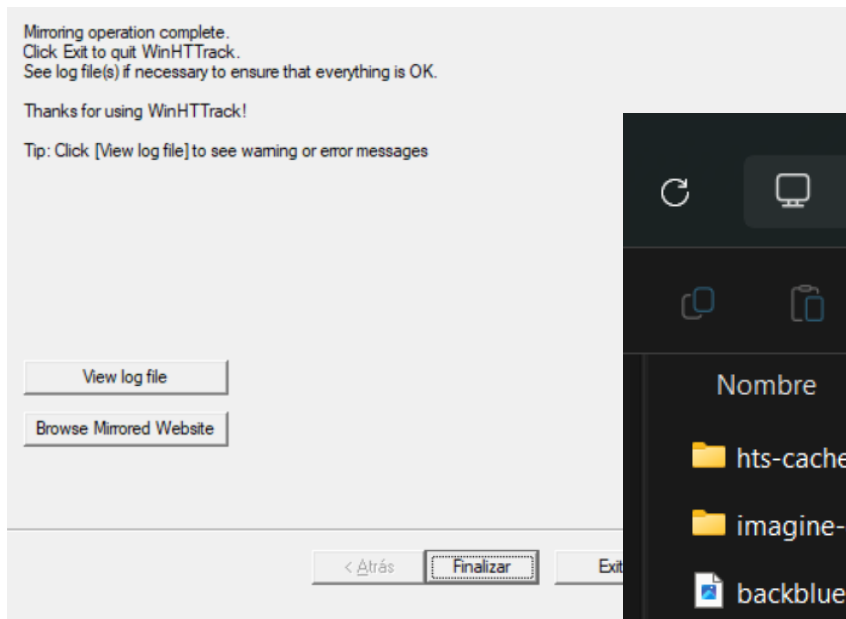 Mirroring operation complete.
Click Exit to quit WinHTTrack.
See log file(s) if necessary to ensure that everything is OK.
Thanks for using WinHTTrack!
Tip: Click [View log file] to see warning or error messages
View log file
Browse Mirrored Website
< Atrás
Finalizar
Exit
Nombre
hts-cache
imagine-
backblue